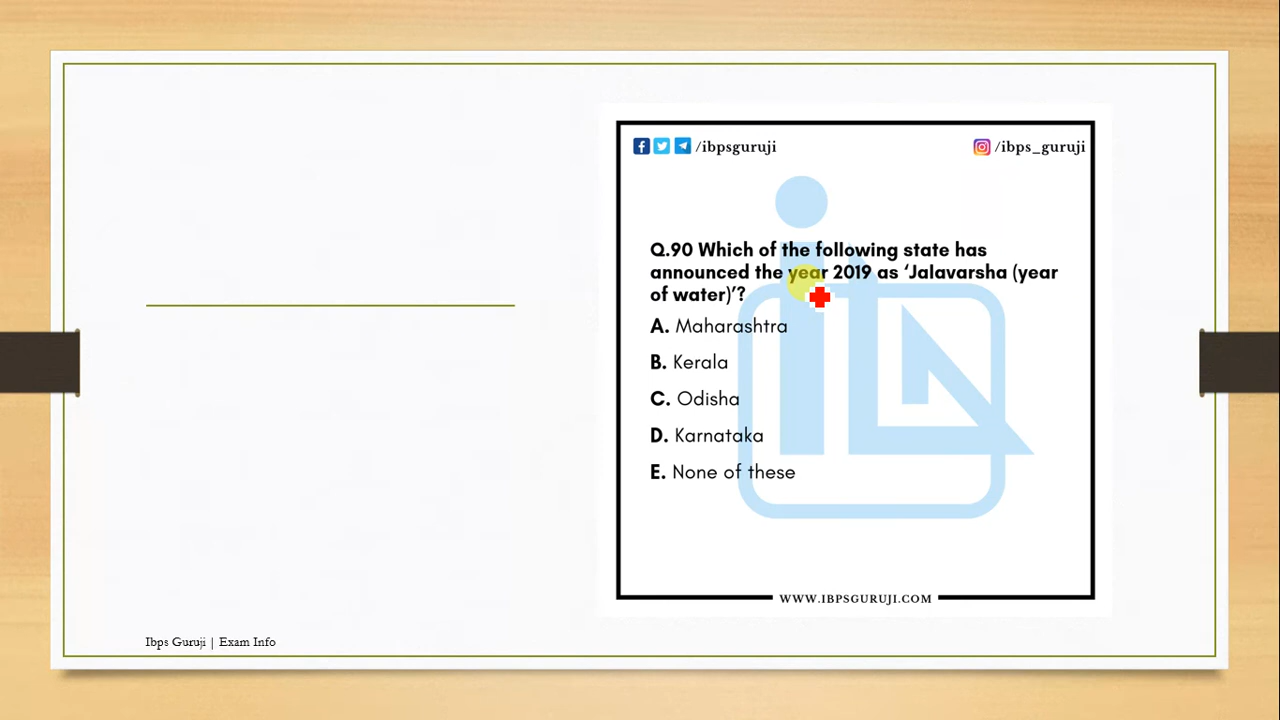 /ibpsguruji
/ibps_guruji
Q.90 Which of the following state has
announced the year 2019 as ‘Jalavarsha (year
of water)’?
A. Maharashtra
B. Kerala
C. Odisha
D. Karnataka
E. None of these
WWW.IBPSGURUJI.COM
Ibps Guruji | Exam Info